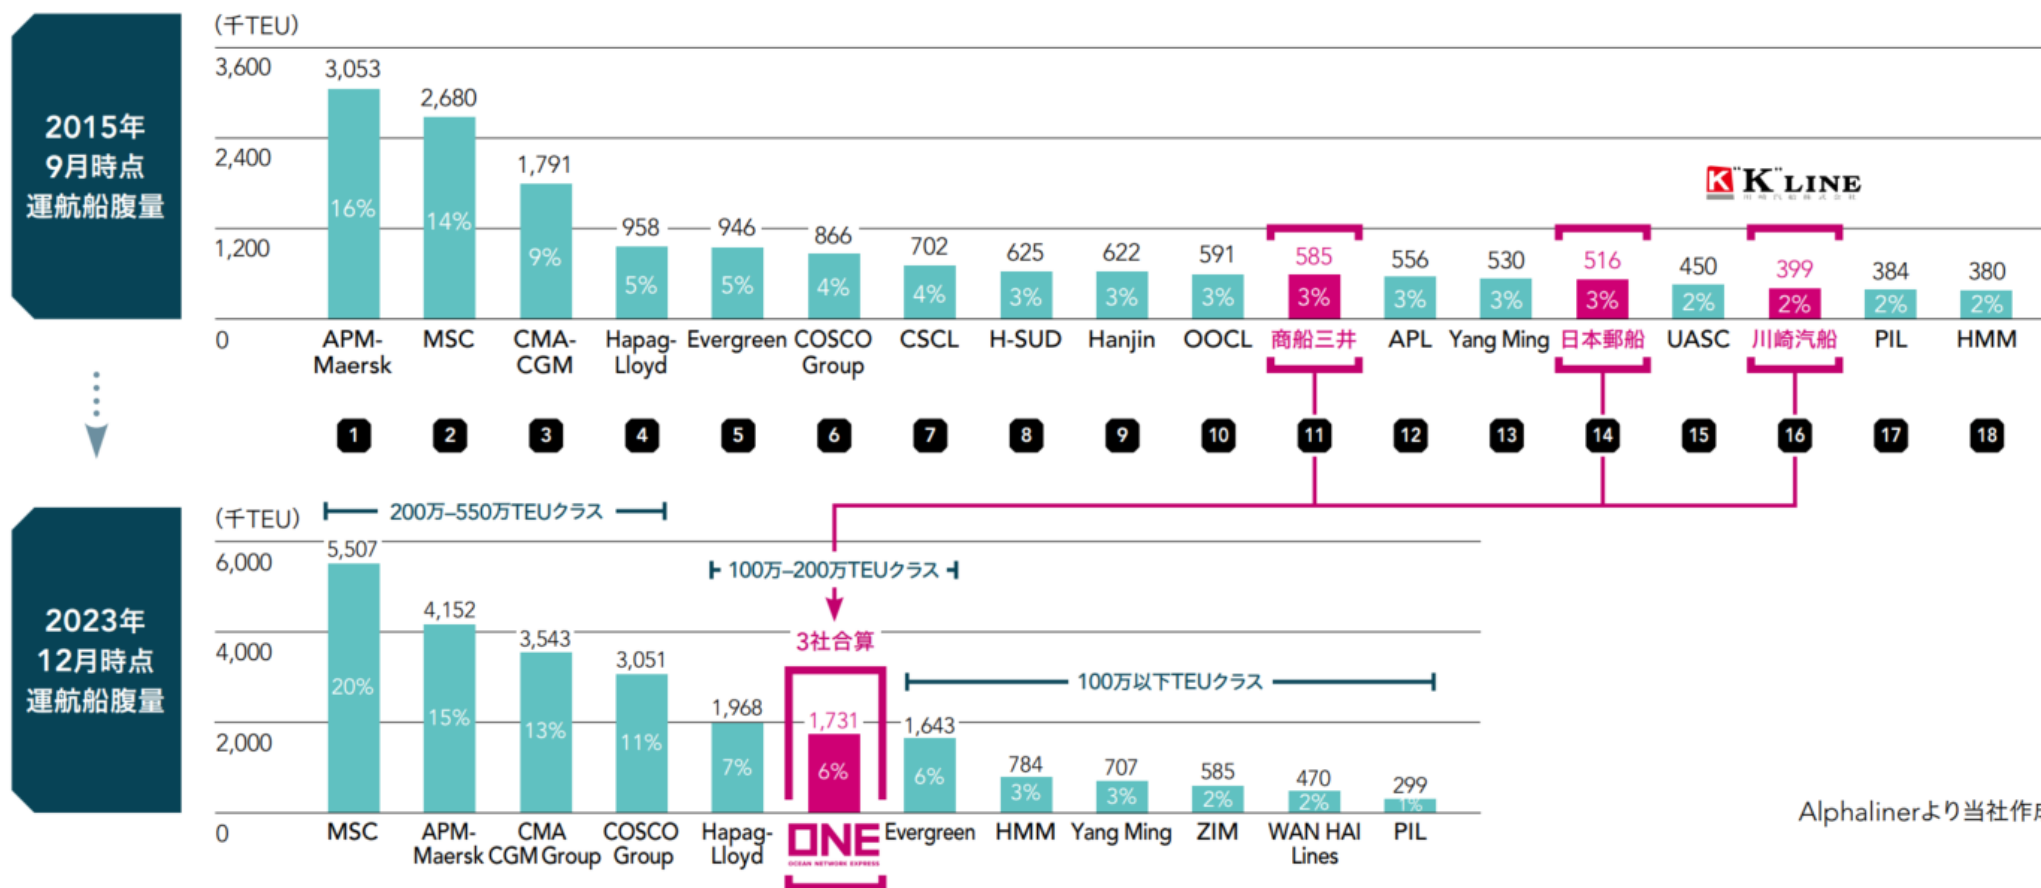 2015年
9月時点
運航船腹量
(千TEU)
3,600
2,400
1,200
0
3,053
2,680
1,791
958
946
866
702
625
622
591
585
556
530
516
450
399
384
380
16%
14%
9%
5%
5%
4%
4%
3%
3%
3%
3%
3%
3%
3%
2%
2%
2%
2%
K "K" LINE
川崎汽船株式会社
APM-
Maersk
MSC
CMA-
CGM
Hapag-
Lloyd
Evergreen
COSCO
Group
CSCL
H-SUD
Hanjin
OOCL
商船三井
APL
Yang Ming
日本郵船
UASC
川崎汽船
PIL
HMM
1
2
3
4
5
6
7
8
9
10
11
12
13
14
15
16
17
18
2023年
12月時点
運航船腹量
(千TEU)
6,000
4,000
2,000
0
200万–550万TEUクラス
100万–200万TEUクラス
3社合算
100万以下TEUクラス
5,507
4,152
3,543
3,051
1,968
1,731
1,643
784
707
585
470
299
20%
15%
13%
11%
7%
6%
6%
3%
3%
2%
2%
1%
MSC
APM-
Maersk
CMA
CGM Group
COSCO
Group
Hapag-
Lloyd
ONE
OCEAN NETWORK EXPRESS
Evergreen
HMM
Yang Ming
ZIM
WAN HAI
Lines
PIL
Alphalinerより当社作成